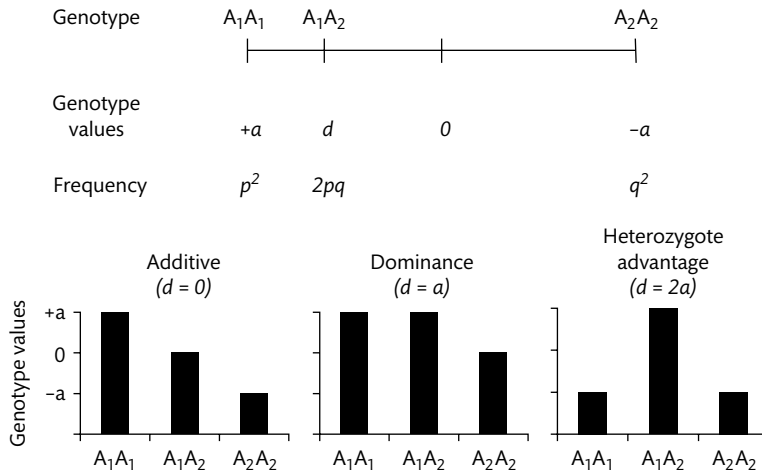 Genotype A₁A₁ A₁A₂ A₂A₂
Genotype
values +a d 0 −a
Frequency p² 2pq q²
Additive
(d = 0)
Dominance
(d = a)
Heterozygote
advantage
(d = 2a)
Genotype values
+a
0
−a
A₁A₁ A₁A₂ A₂A₂
A₁A₁ A₁A₂ A₂A₂
A₁A₁ A₁A₂ A₂A₂